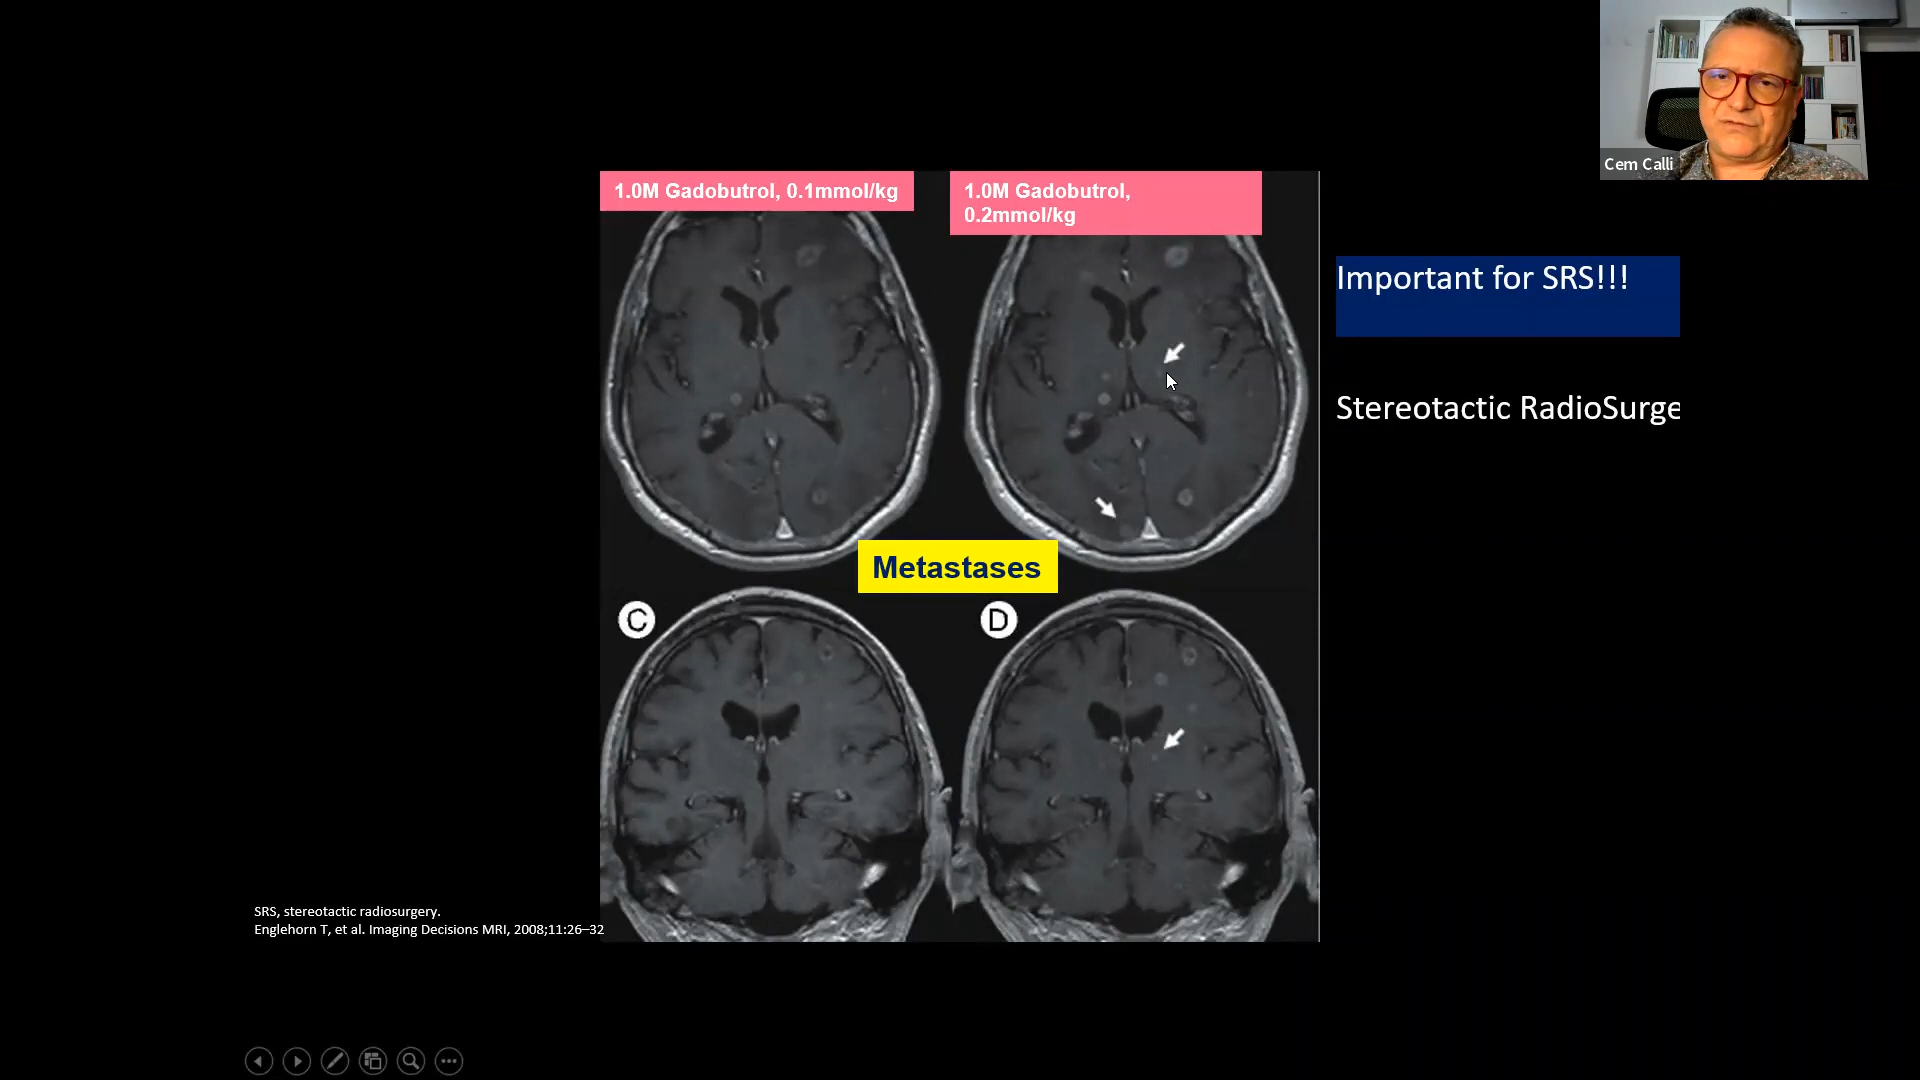 Cem Calli
1.0M Gadobutrol, 0.1mmol/kg
1.0M Gadobutrol,
0.2mmol/kg
Important for SRS!!!
Stereotactic RadioSurge
Metastases
C
D
SRS, stereotactic radiosurgery.
Englehorn T, et al. Imaging Decisions MRI, 2008;11:26–32